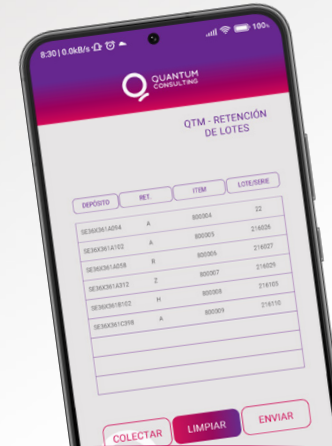 8:30 | 0.0kB/s
100
QUANTUM
CONSULTING
QTM - RETENCIÓN
DE LOTES
DEPÓSITO RET. ITEM LOTE/SERIE
SE36X361A094 A 800004 22
SE36X361A102 A 800005 216026
SE36X361A058 R 800006 216027
SE36X361A312 Z 800007 216029
SE36X361B102 H 800008 216105
SE36X361C398 A 800009 216110
COLECTAR LIMPIAR ENVIAR